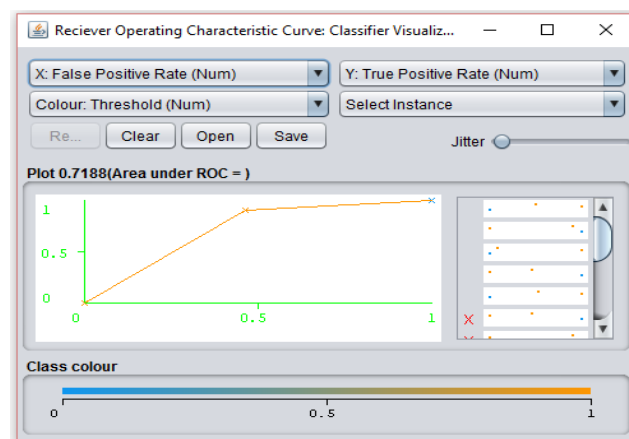 Reciever Operating Characteristic Curve: Classifier Visualiz...
X: False Positive Rate (Num) Y: True Positive Rate (Num)
Colour: Threshold (Num) Select Instance
Re... Clear Open Save Jitter
Plot 0.7188(Area under ROC = )
1
0.5
0
0 0.5 1
X
Class colour
0 0.5 1